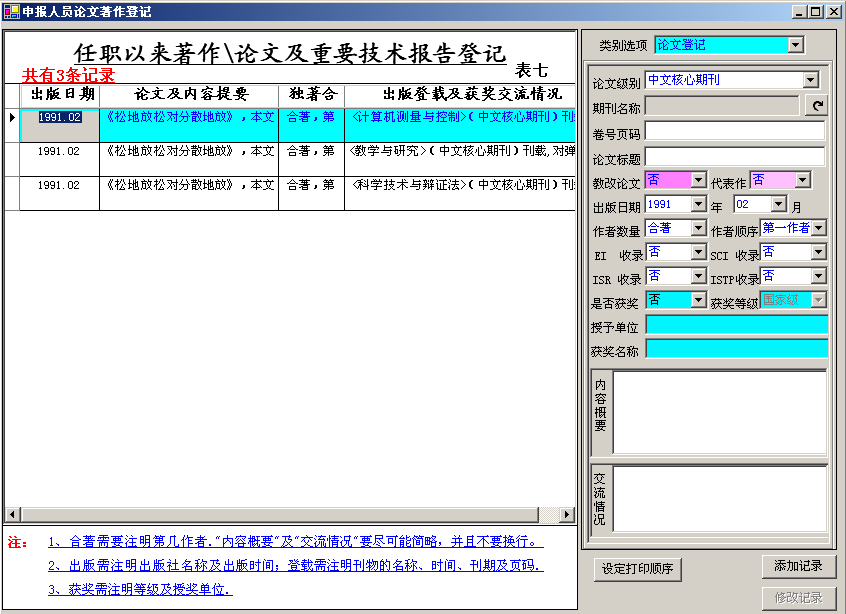 申报人员论文著作登记
任职以来著作\论文及重要技术报告登记
共有3条记录
表七
出版日期 论文及内容提要 独著合 出版登载及获奖交流情况
1991.02 《松地放松对分散地放》，本文 合著，第 <计算机测量与控制>(中文核心期刊)刊
1991.02 《松地放松对分散地放》，本文 合著，第 <教学与研究>(中文核心期刊)刊载,对弹
1991.02 《松地放松对分散地放》，本文 合著，第 <科学技术与辩证法>(中文核心期刊)刊
注：
1、合著需要注明第几作者."内容概要"及"交流情况"要尽可能简略，并且不要换行。
2、出版需注明出版社名称及出版时间；登载需注明刊物的名称、时间、刊期及页码.
3、获奖需注明等级及授奖单位.
类别选项 论文登记
论文级别 中文核心期刊
期刊名称
卷号页码
论文标题
教改论文 否 代表作 否
出版日期 1991 年 02 月
作者数量 合著 作者顺序 第一作者
EI 收录 否 SCI 收录 否
ISR 收录 否 ISTP收录 否
是否获奖 否 获奖等级 国家级
授予单位
获奖名称
内容概要
交流情况
设定打印顺序
添加记录
修改记录